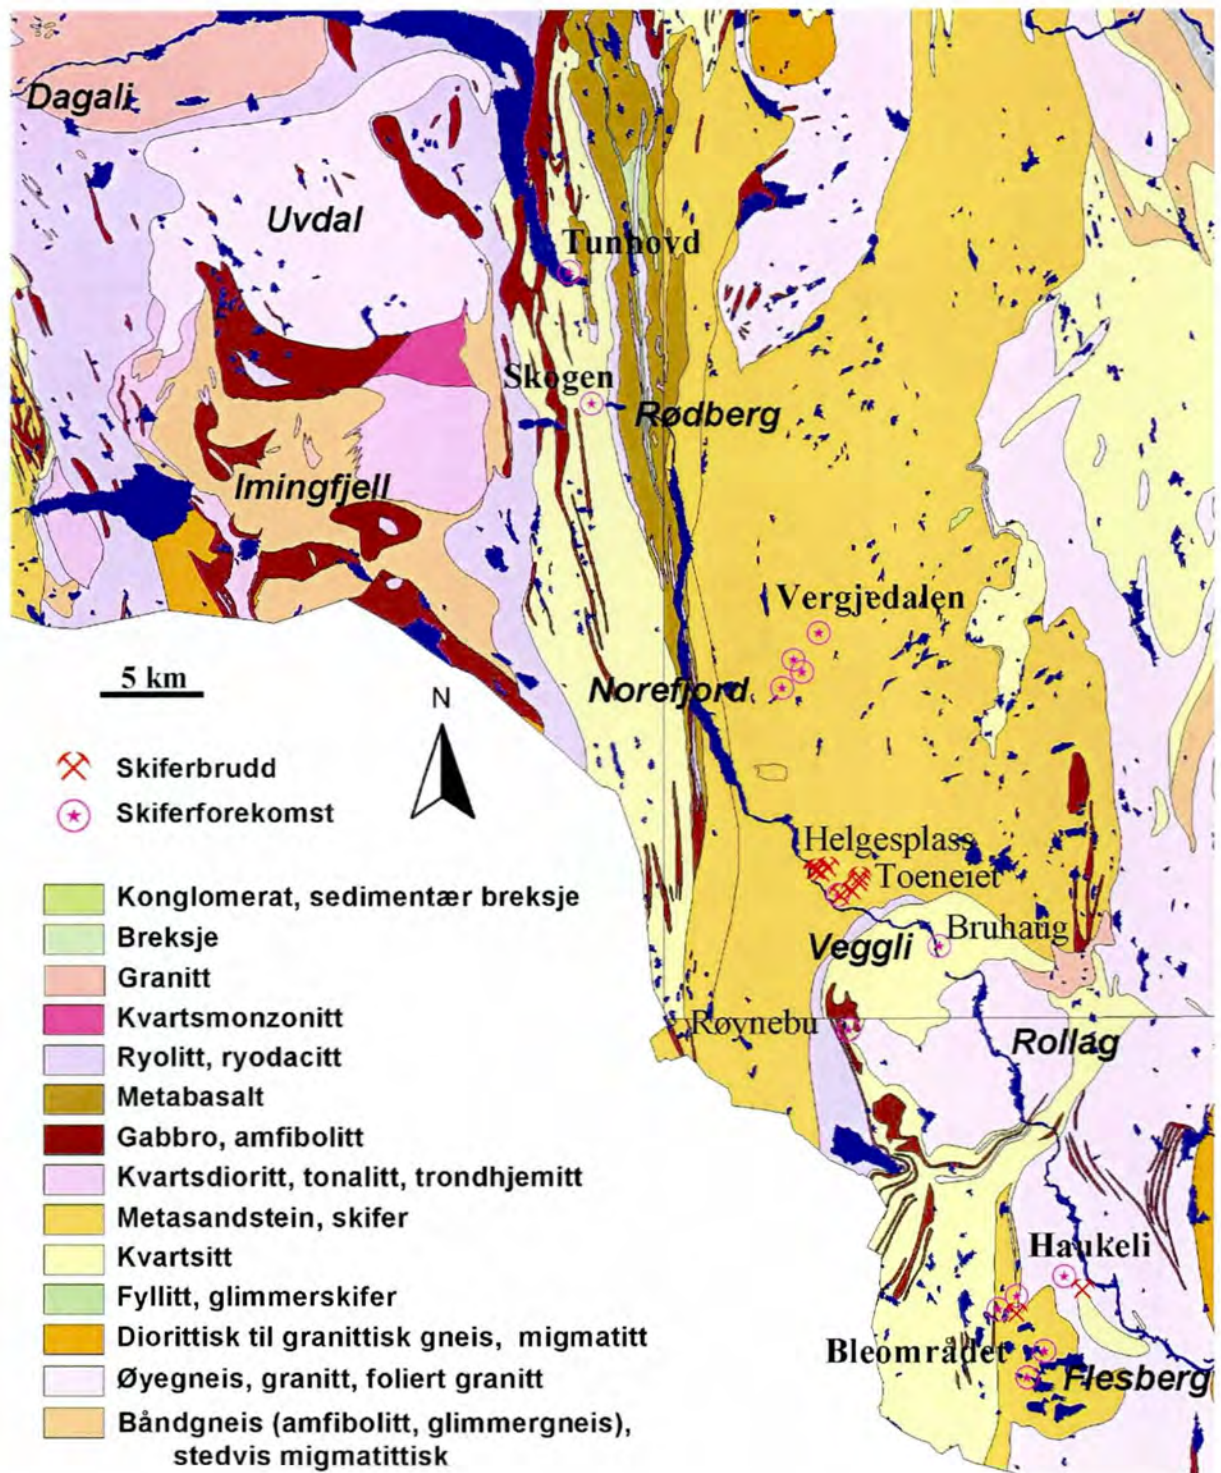 Dagali
Uvdal
Tunhovd
Skogen
Rødberg
Imingfjell
Vergjedalen
5 km
N
Norefjord
Skiferbrudd
Skiferforekomst
Helgesplass
Toeneiet
Bruhaug
Veggli
Røynebu
Rollag
Konglomerat, sedimentær breksje
Breksje
Granitt
Kvartsmonzonitt
Ryolitt, ryodacitt
Metabasalt
Gabbro, amfibolitt
Kvartsdioritt, tonalitt, trondhjemitt
Metasandstein, skifer
Kvartsitt
Fyllitt, glimmerskifer
Diorittisk til granittisk gneis, migmatitt
Øyegneis, granitt, foliert granitt
Båndgneis (amfibolitt, glimmergneis),
stedvis migmatittisk
Haukeli
Bleområdet
Flesberg